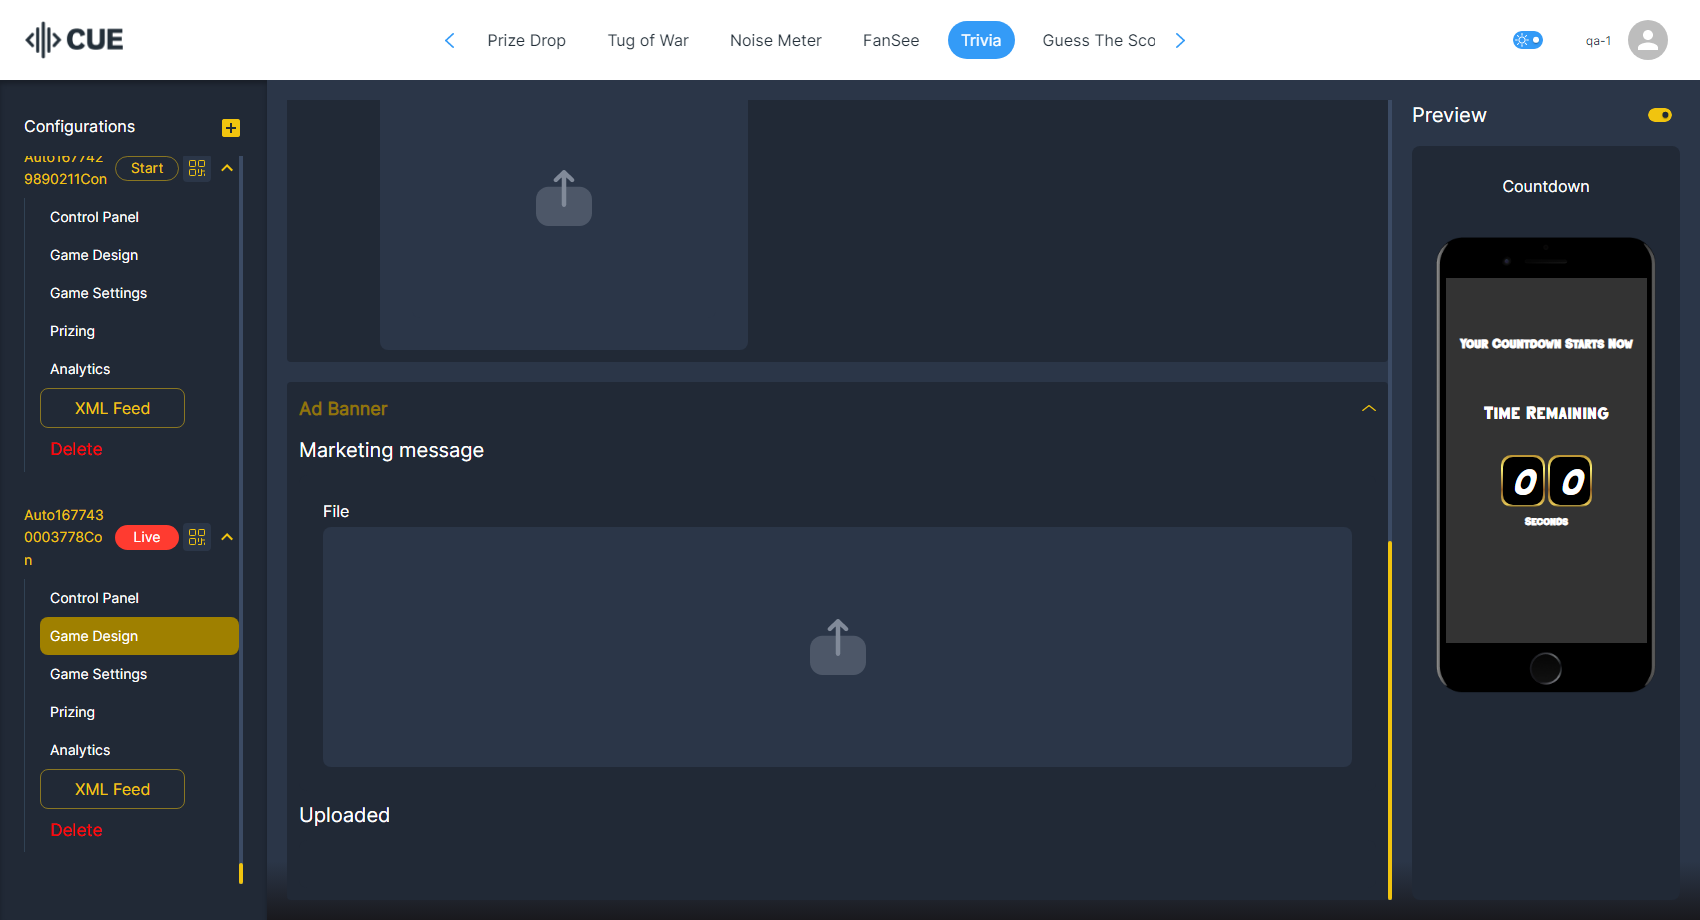 CUE
Prize Drop
Tug of War
Noise Meter
FanSee
Trivia
Guess The Sco
qa-1
Configurations
Auto167742
9890211Con
Start
Control Panel
Game Design
Game Settings
Prizing
Analytics
XML Feed
Delete
Auto167743
0003778Co
n
Live
Control Panel
Game Design
Game Settings
Prizing
Analytics
XML Feed
Delete
Ad Banner
Marketing message
File
Uploaded
Preview
Countdown
Your Countdown Starts Now
Time Remaining
00
Seconds